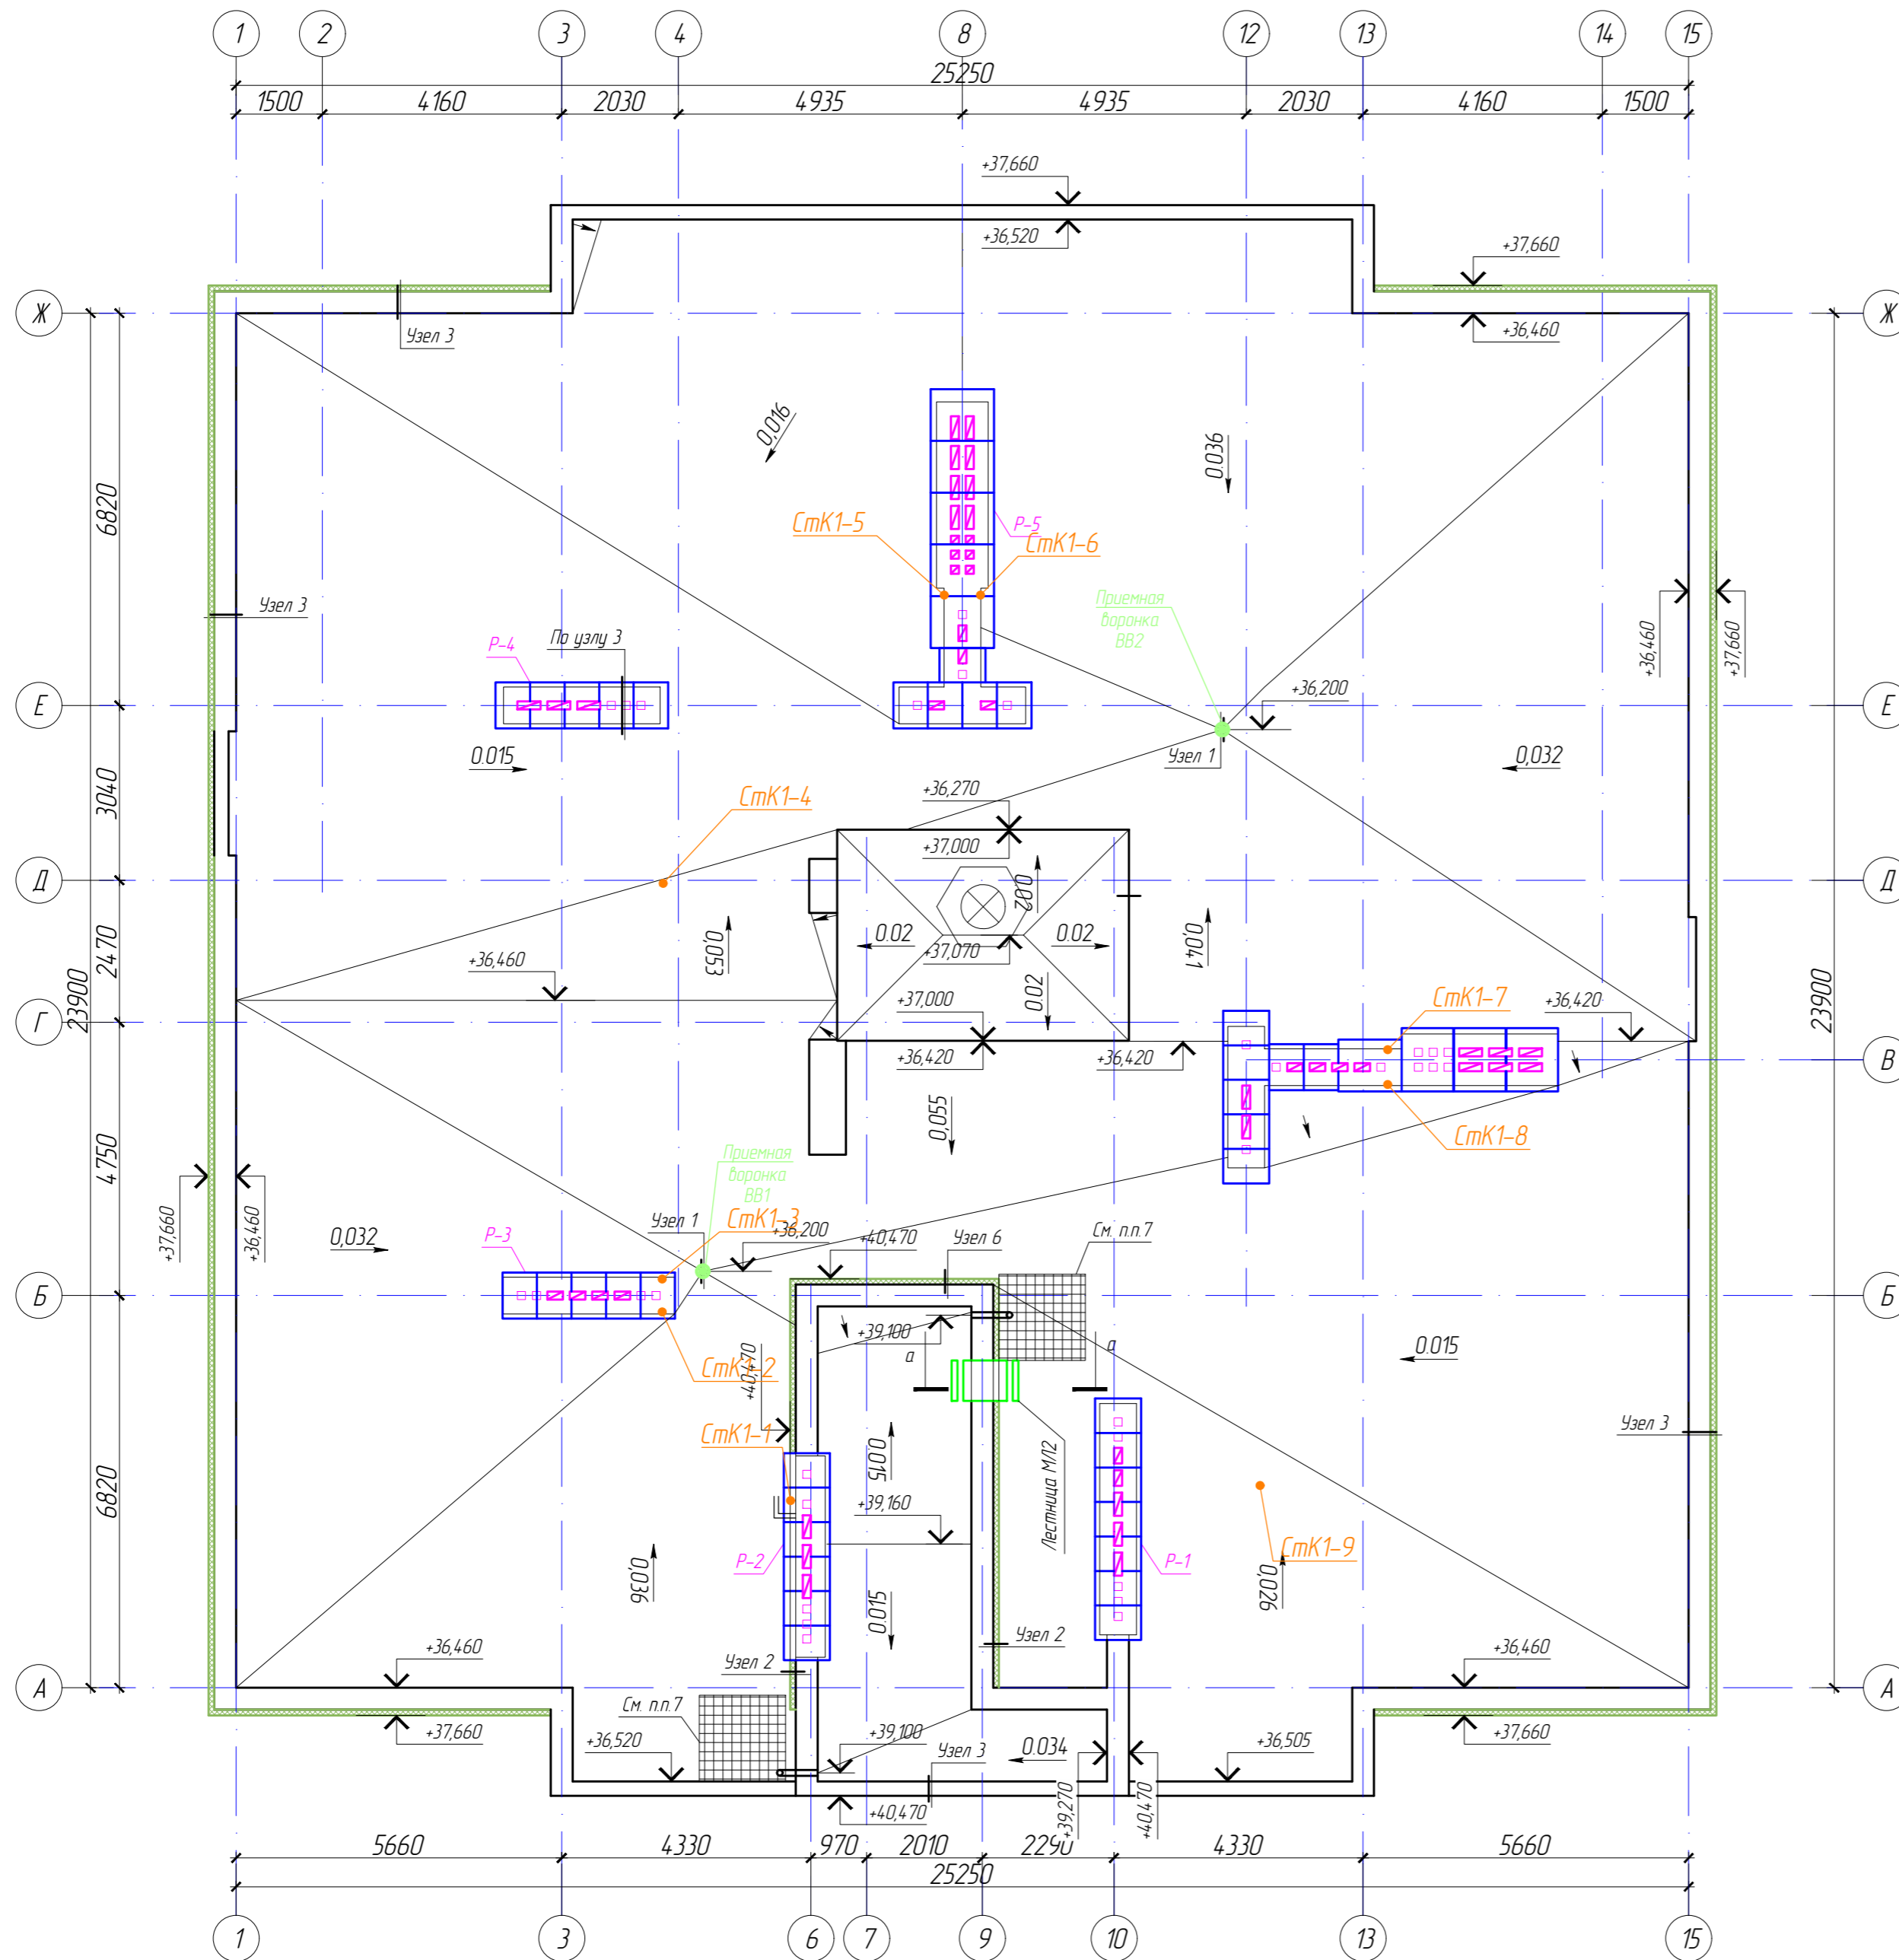 1 2 3 4 8 12 13 14 15
25250
1500 4160 2030 4935 4935 2030 4160 1500
+37,660
+36,520
+37,660
Ж Ж
+36,460
Узел 3
0,016
0.036
6820
СтК1-5
Р-5
СтК1-6
Узел 3
Приемная
воронка
ВВ2
+36,460
+37,660
По узлу 3
Р-4
Е Е
+36,200
0.015
Узел 1
0,032
3040
+36,270
СтК1-4
+37,000
Д Д
0.02
0,053
0.02
0.02
0.041
2470
23900
23900
+37,070
+36,460
0.02
+37,000
СтК1-7
+36,420
Г
+36,420
+36,420
В
0,055
СтК1-8
4750
Приемная
воронка
ВВ1
+37,660
+36,460
0,032
Р-3
Узел 1
СтК1-3
+36,200
+40,470
Узел 6
См. п.п.7
Б Б
+39,100
а а
0.015
СтК1-2
+40,470
СтК1-1
Узел 3
0.015
Лестница М/12
6820
+39,160
Р-2
Р-1
СтК1-9
0,036
0.015
0,026
Узел 2
Узел 2
+36,460
+36,460
А А
См. п.п.7
+37,660
+36,520
+39,100
Узел 3
0.034
+36,505
+37,660
+39,270
+40,470
+40,470
5660 4330 970 2010 2290 4330 5660
25250
1 3 6 7 9 10 13 15